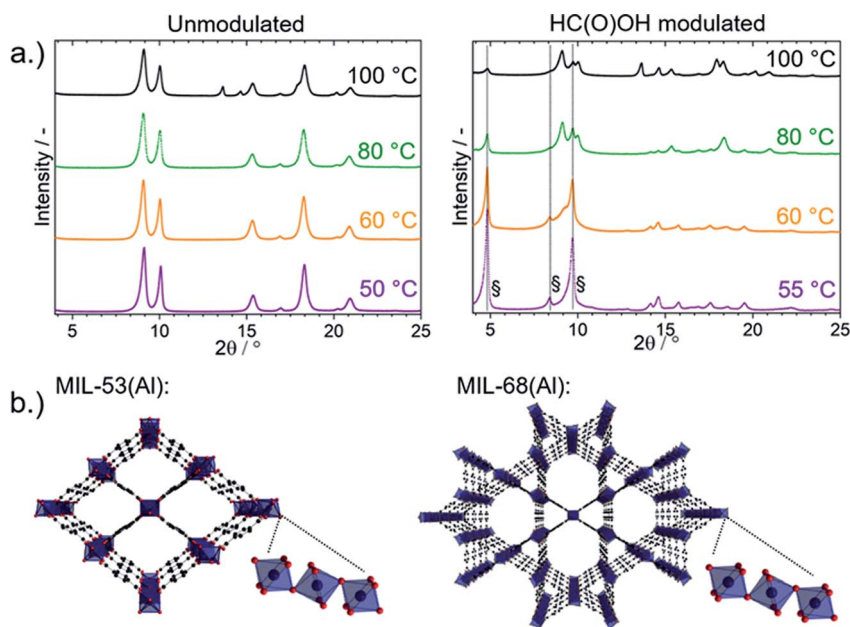 a.)
Unmodulated
Intensity / -
100 °C
80 °C
60 °C
50 °C
5 10 15 20 25
2θ / °
HC(O)OH modulated
Intensity / -
100 °C
80 °C
60 °C
55 °C
§ § §
5 10 15 20 25
2θ / °
b.)
MIL-53(Al):
MIL-68(Al):